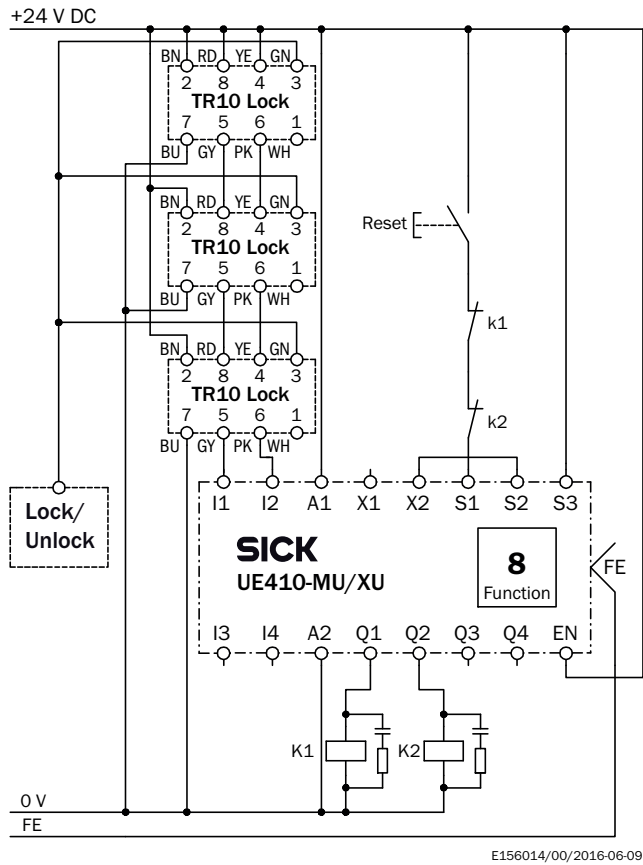 +24 V DC
BN RD YE GN
2 8 4 3
TR10 Lock
7 5 6 1
BU GY PK WH
BN RD YE GN
2 8 4 3
TR10 Lock
7 5 6 1
BU GY PK WH
Reset
k1
BN RD YE GN
2 8 4 3
TR10 Lock
7 5 6 1
BU GY PK WH
k2
Lock/
Unlock
I1 I2 A1 X1 X2 S1 S2 S3
SICK
UE410-MU/XU
8
Function
FE
I3 I4 A2 Q1 Q2 Q3 Q4 EN
K1 K2
0 V
FE
E156014/00/2016-06-09